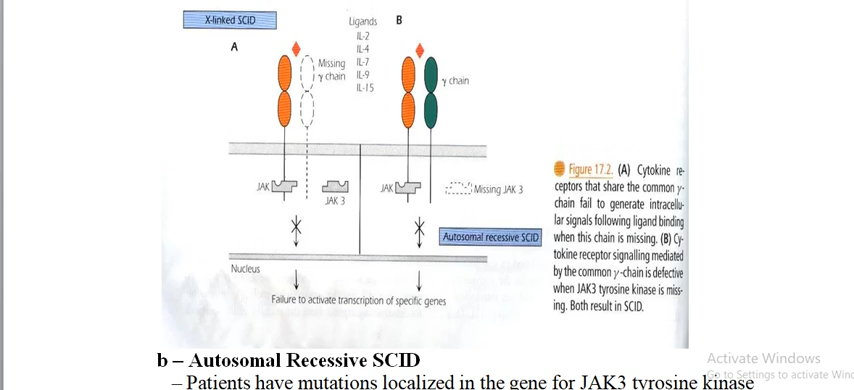 X-linked SCID
A
Ligands
IL-2
IL-4
IL-7
IL-9
IL-15
B
Missing
γ chain
γ chain
JAK
JAK 3
JAK
Missing JAK 3
Autosomal recessive SCID
Nucleus
Failure to activate transcription of specific genes
Figure 17.2. (A) Cytokine re-
ceptors that share the common γ-
chain fail to generate intracellu-
lar signals following ligand binding
when this chain is missing. (B) Cy-
tokine receptor signalling mediated
by the common γ-chain is defective
when JAK3 tyrosine kinase is miss-
ing. Both result in SCID.
b – Autosomal Recessive SCID
– Patients have mutations localized in the gene for JAK3 tyrosine kinase
Activate Windows
Go to Settings to activate Wind